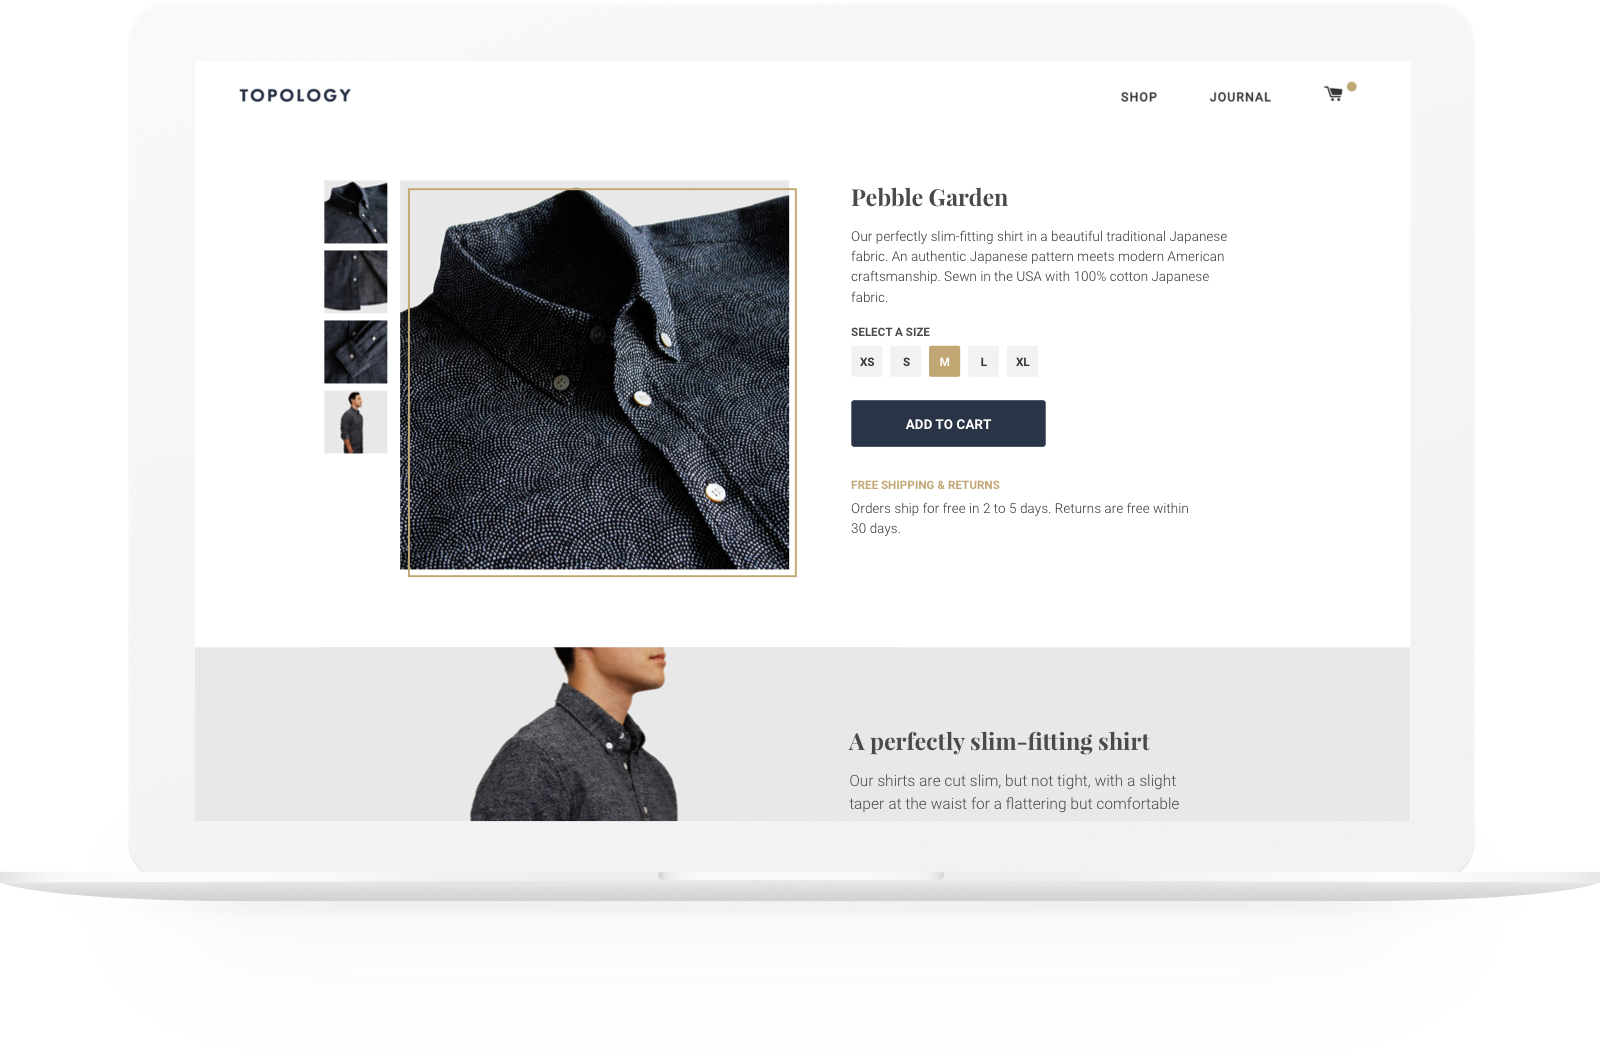 TOPOLOGY
SHOP
JOURNAL
Pebble Garden
Our perfectly slim-fitting shirt in a beautiful traditional Japanese
fabric. An authentic Japanese pattern meets modern American
craftsmanship. Sewn in the USA with 100% cotton Japanese
fabric.
SELECT A SIZE
XS
S
M
L
XL
ADD TO CART
FREE SHIPPING & RETURNS
Orders ship for free in 2 to 5 days. Returns are free within
30 days.
A perfectly slim-fitting shirt
Our shirts are cut slim, but not tight, with a slight
taper at the waist for a flattering but comfortable